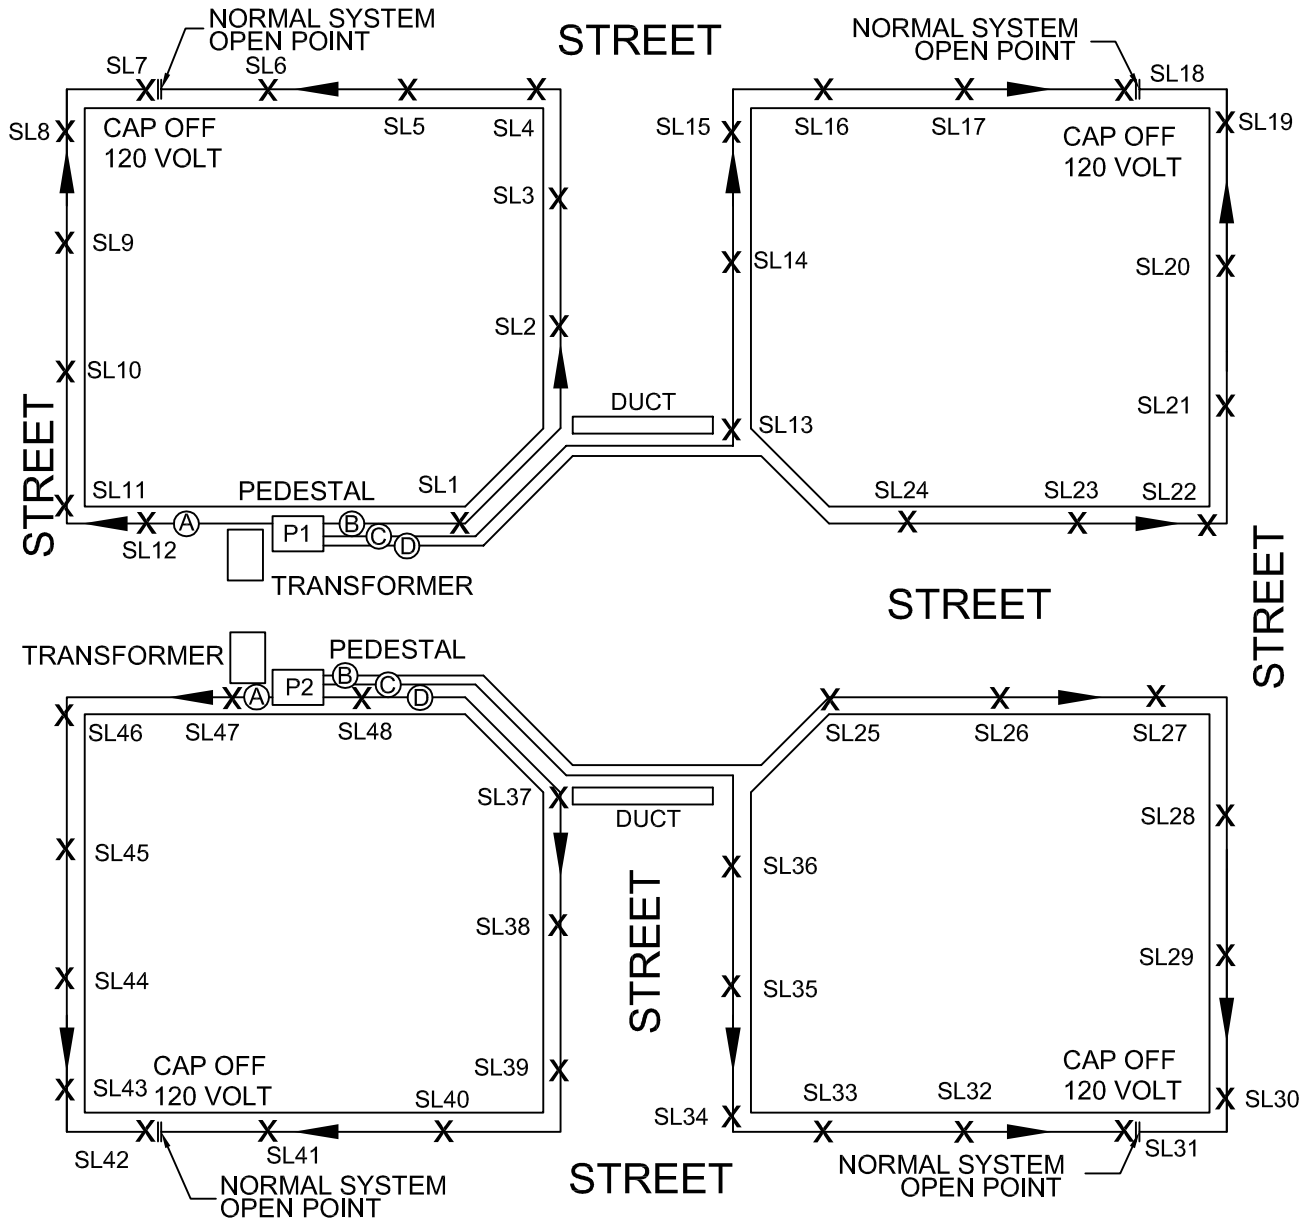 NORMAL SYSTEM
OPEN POINT
STREET
NORMAL SYSTEM
OPEN POINT
SL7
SL6
SL18
SL8
CAP OFF
120 VOLT
SL5
SL4
SL15
SL16
SL17
CAP OFF
120 VOLT
SL19
SL3
SL9
SL14
SL20
SL2
SL10
DUCT
SL21
SL13
STREET
SL11
PEDESTAL
SL1
SL24
SL23
SL22
A
P1
B
C
D
SL12
TRANSFORMER
STREET
STREET
TRANSFORMER
PEDESTAL
A
P2
B
C
D
SL46
SL47
SL48
SL25
SL26
SL27
SL37
DUCT
SL28
SL45
SL36
SL38
STREET
SL29
SL44
SL35
SL43
CAP OFF
120 VOLT
SL39
SL40
SL34
SL33
SL32
CAP OFF
120 VOLT
SL30
SL42
SL41
SL31
NORMAL SYSTEM
OPEN POINT
STREET
NORMAL SYSTEM
OPEN POINT